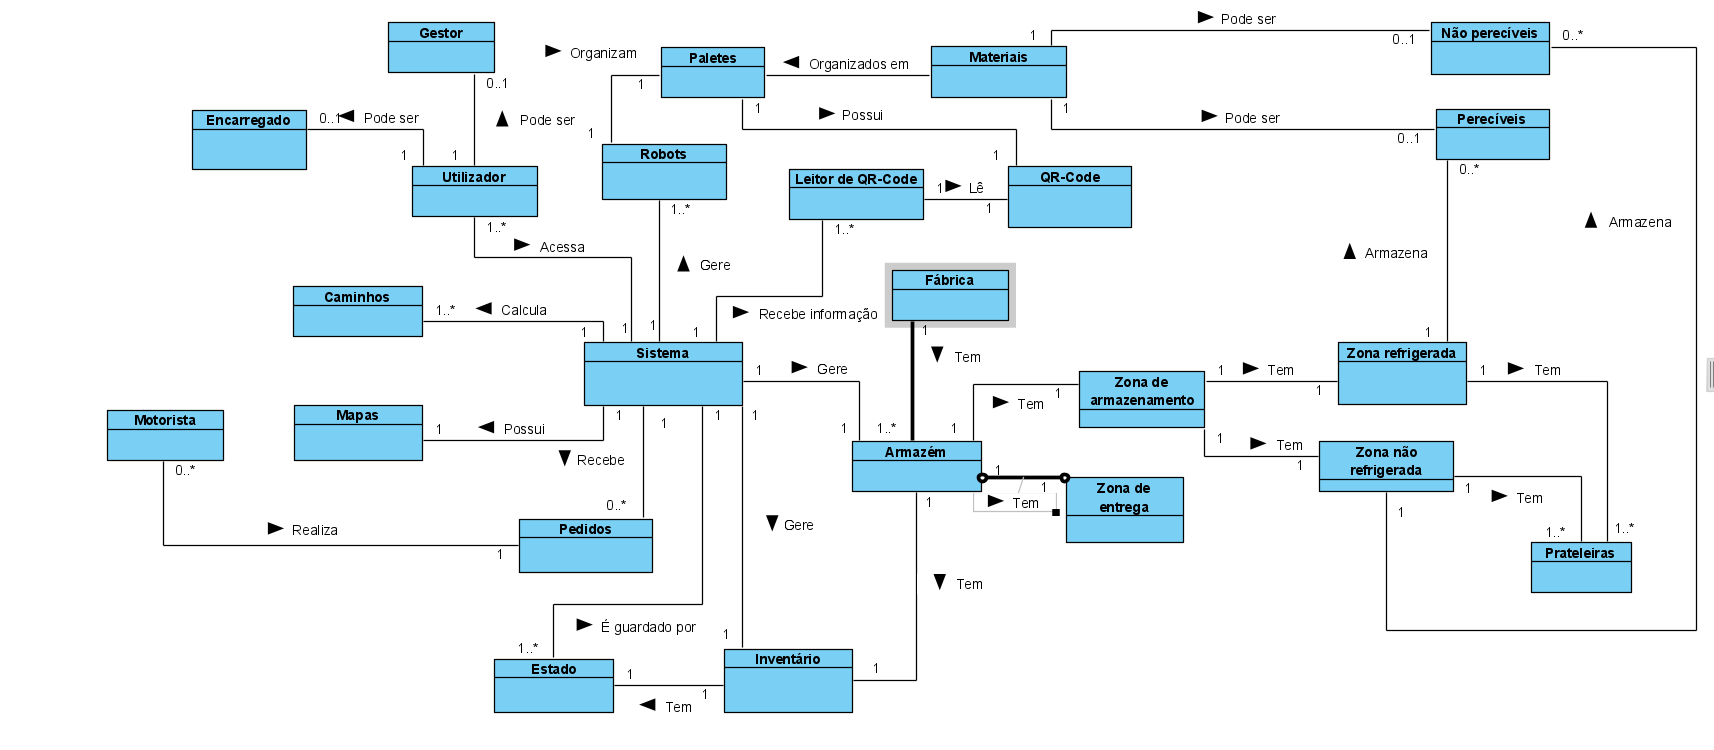 Pode ser
Gestor
Não perecíveis
0..*
1
0..1
Organizam
Paletes
Organizados em
Materiais
0..1
1
1
1
Encarregado
0..1
Pode ser
Pode ser
Possui
Pode ser
Perecíveis
1
0..1
1
1
Robots
1
0..*
Utilizador
Leitor de QR-Code
QR-Code
1
Lê
1..*
1
1..*
1..*
Armazena
Acessa
Armazena
Gere
Fábrica
Caminhos
1..*
Calcula
Recebe informação
1
1
1
1
1
1
Sistema
Tem
Zona refrigerada
1
Gere
1
Tem
1
Tem
Zona de
armazenamento
1
1
Tem
Motorista
Mapas
1
Possui
1
1
1
1
1
1..*
1
1
Tem
Armazém
Zona não
refrigerada
Recebe
1
0..*
1
1
Zona de
entrega
1
Tem
Tem
0..*
1
1
Pedidos
Gere
1..*
1..*
Realiza
1
Prateleiras
Tem
É guardado por
1
1..*
Estado
1
Inventário
1
1
Tem